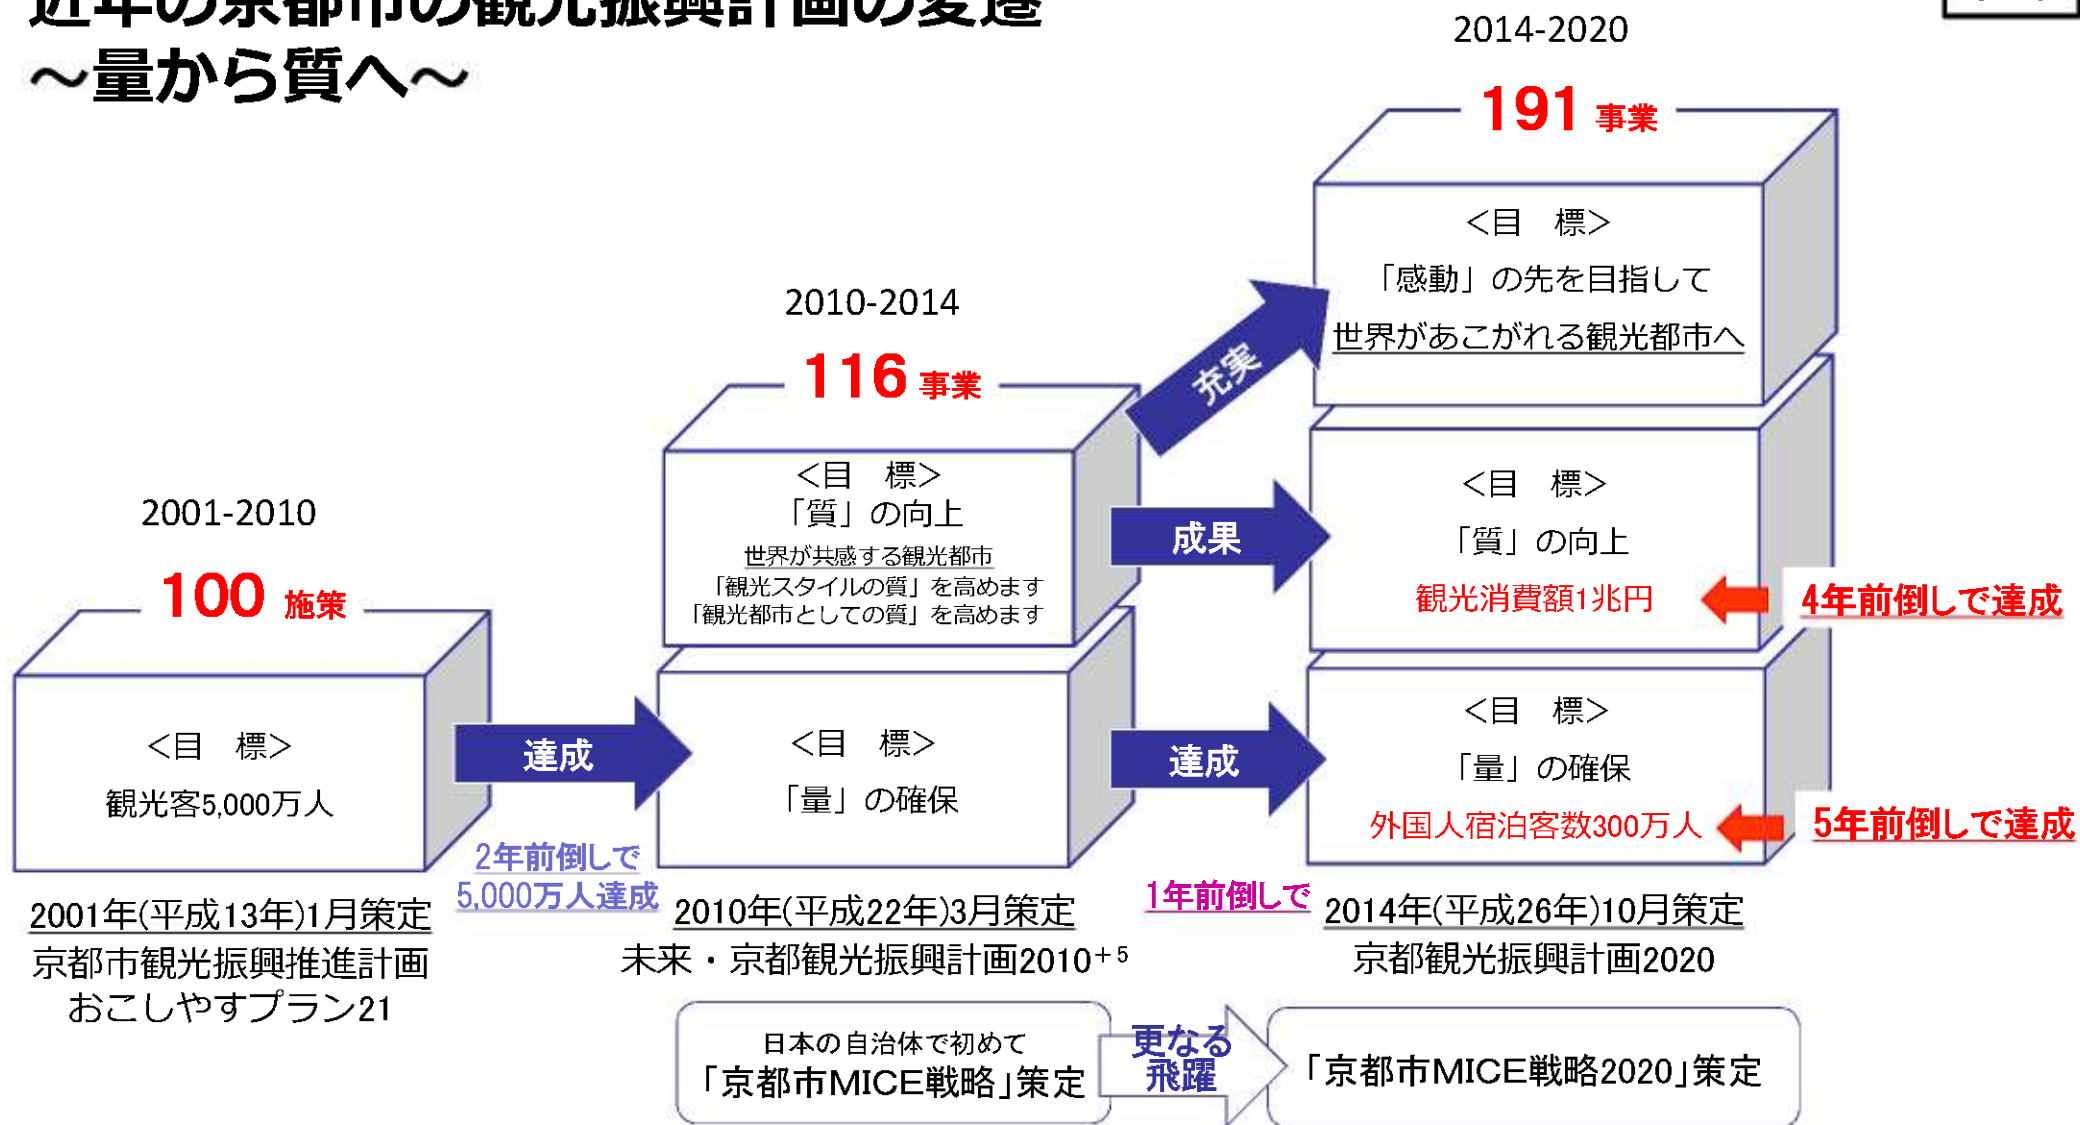 近年の京都市の観光振興計画の変遷
～量から質へ～
2001-2010
100 施策
＜目　標＞
観光客5,000万人
2001年(平成13年)1月策定
京都市観光振興推進計画
おこしやすプラン21
達成
2年前倒しで
5,000万人達成
2010-2014
116 事業
＜目　標＞
「質」の向上
世界が共感する観光都市
「観光スタイルの質」を高めます
「観光都市としての質」を高めます
＜目　標＞
「量」の確保
2010年(平成22年)3月策定
未来・京都観光振興計画2010⁺⁵
充実
成果
達成
1年前倒しで
2014-2020
191 事業
＜目　標＞
「感動」の先を目指して
世界があこがれる観光都市へ
＜目　標＞
「質」の向上
観光消費額1兆円
4年前倒しで達成
＜目　標＞
「量」の確保
外国人宿泊客数300万人
5年前倒しで達成
2014年(平成26年)10月策定
京都観光振興計画2020
日本の自治体で初めて
「京都市MICE戦略」策定
更なる
飛躍
「京都市MICE戦略2020」策定